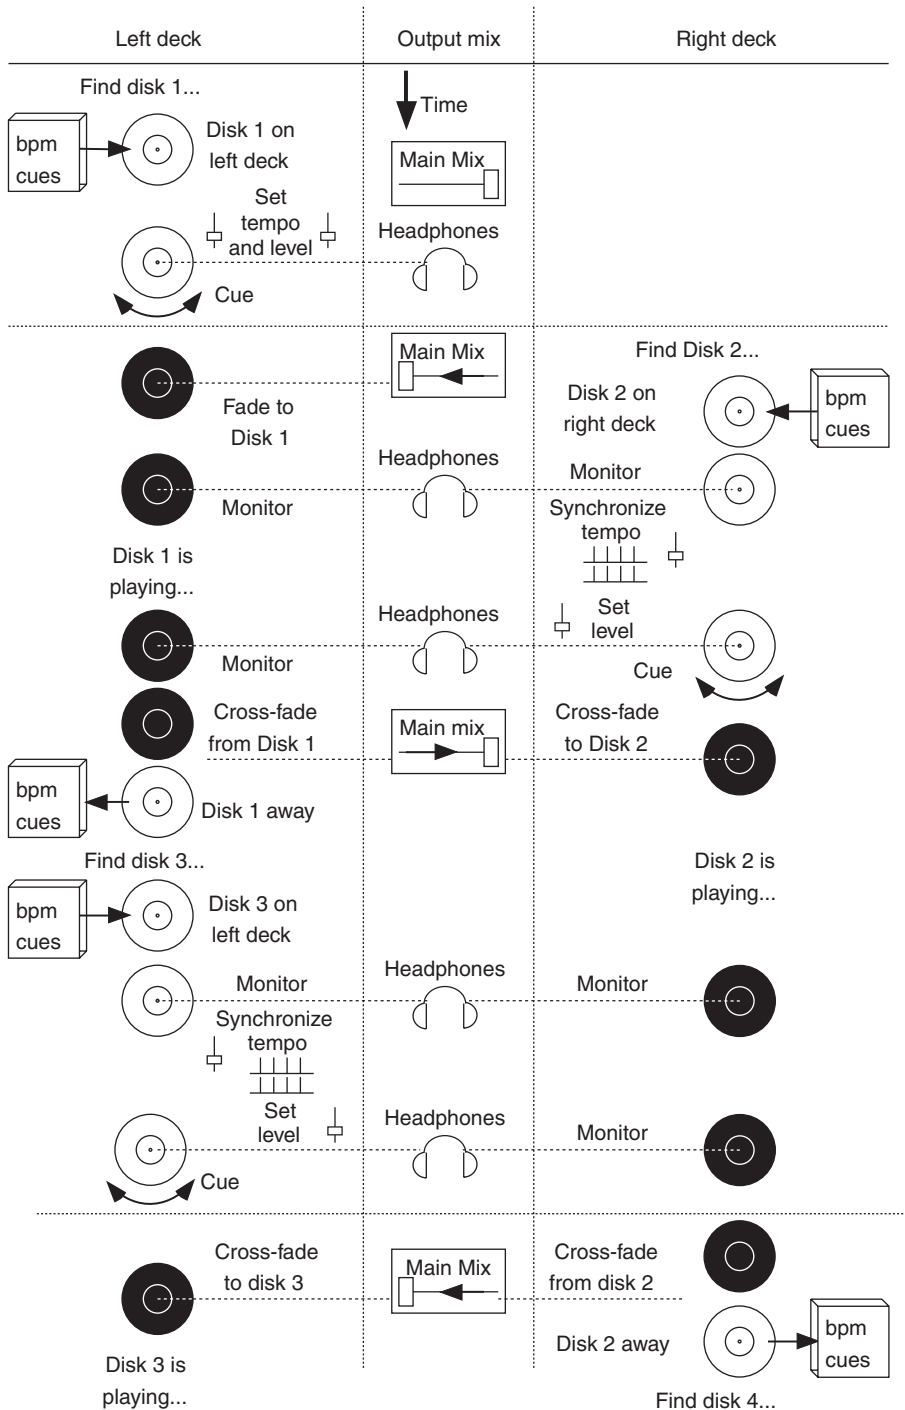 Left deck
Output mix
Right deck
Find disk 1...
Time
bpm
cues
Disk 1 on
left deck
Main Mix
Set
tempo
and level
Headphones
Cue
Main Mix
Find Disk 2...
Fade to
Disk 1
Disk 2 on
right deck
bpm
cues
Headphones
Monitor
Monitor
Synchronize
tempo
Disk 1 is
playing...
Headphones
Set
level
Monitor
Cue
Cross-fade
from Disk 1
Main mix
Cross-fade
to Disk 2
bpm
cues
Disk 1 away
Find disk 3...
Disk 2 is
playing...
bpm
cues
Disk 3 on
left deck
Monitor
Headphones
Monitor
Synchronize
tempo
Set
level
Headphones
Monitor
Cue
Cross-fade
to disk 3
Main Mix
Cross-fade
from disk 2
Disk 2 away
bpm
cues
Disk 3 is
playing...
Find disk 4...